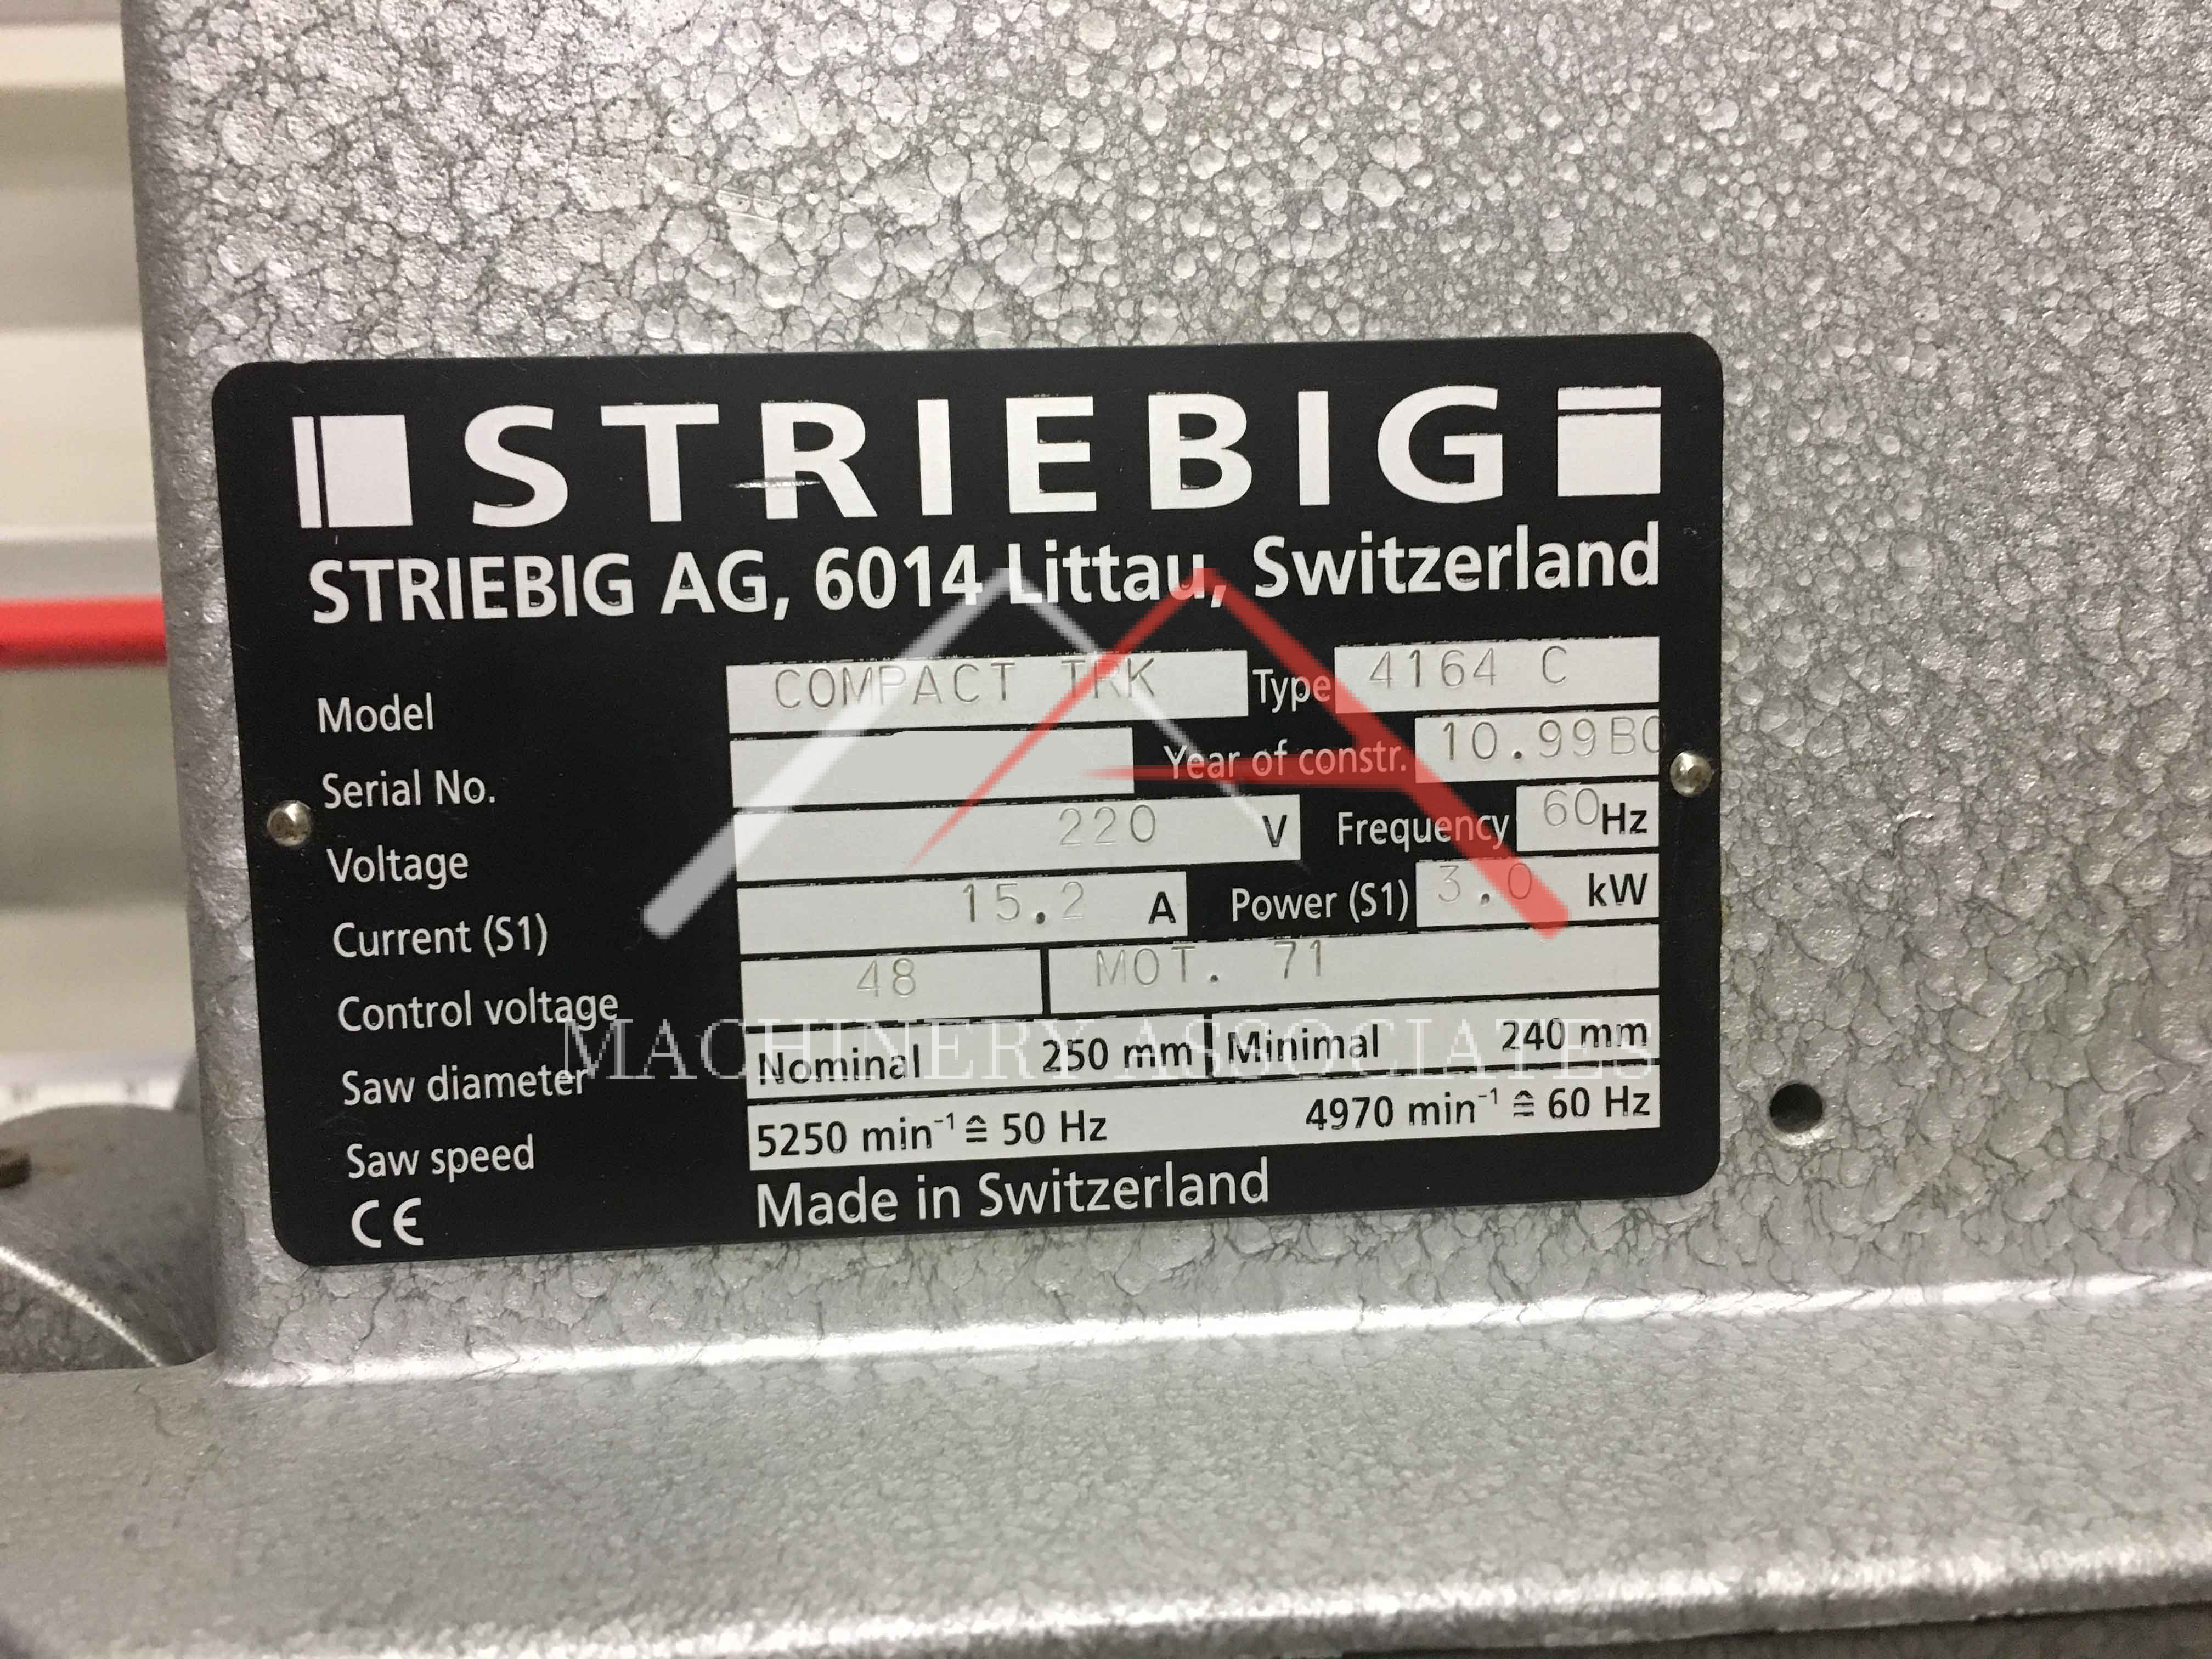 STRIEBIG
STRIEBIG AG, 6014 Littau, Switzerland
Model COMPACT TRK Type 4164 C
Serial No. Year of constr. 10.99
Voltage 220 V Frequency 60Hz
Current (S1) 15.2 A Power (S1) 3.0 kW
Control voltage 48 MOT. 71
MACHINERY ASSOCIATES
Saw diameter Nominal 250 mm Minimal 240 mm
Saw speed 5250 min⁻¹ ≙ 50 Hz 4970 min⁻¹ ≙ 60 Hz
CE Made in Switzerland